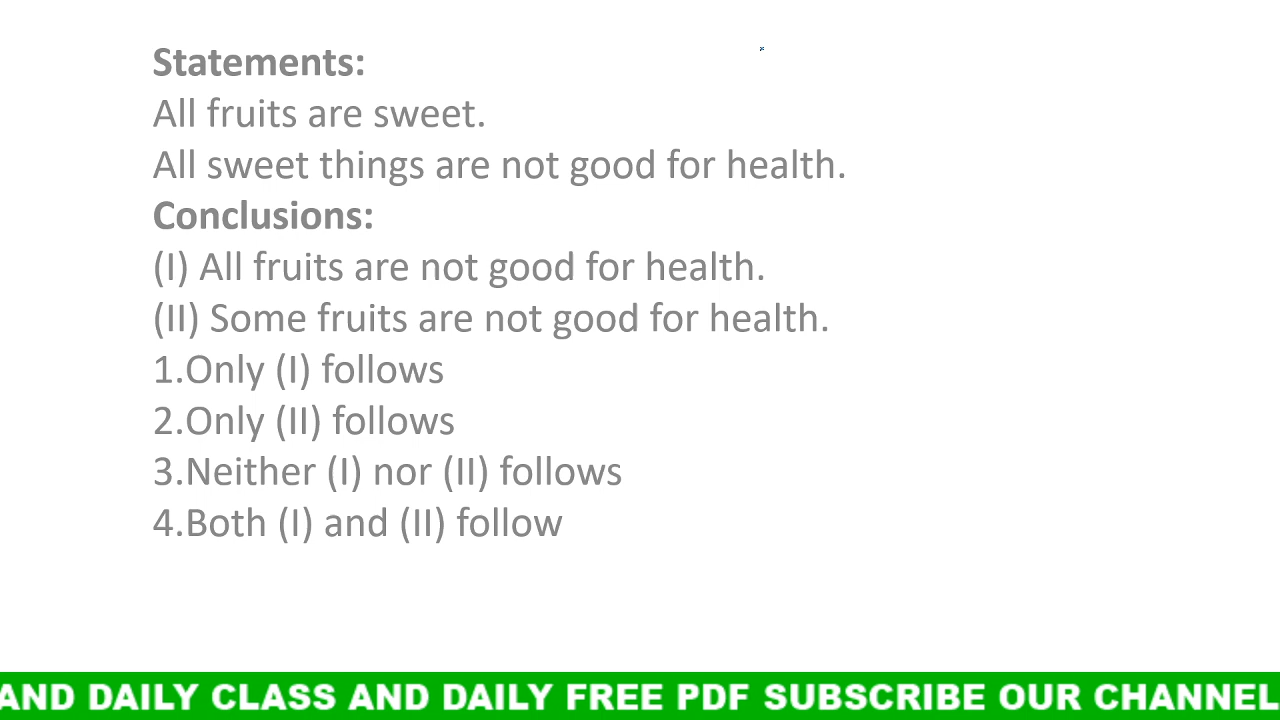 Statements:
All fruits are sweet.
All sweet things are not good for health.
Conclusions:
(I) All fruits are not good for health.
(II) Some fruits are not good for health.
1.Only (I) follows
2.Only (II) follows
3.Neither (I) nor (II) follows
4.Both (I) and (II) follow
AND DAILY CLASS AND DAILY FREE PDF SUBSCRIBE OUR CHANNEL